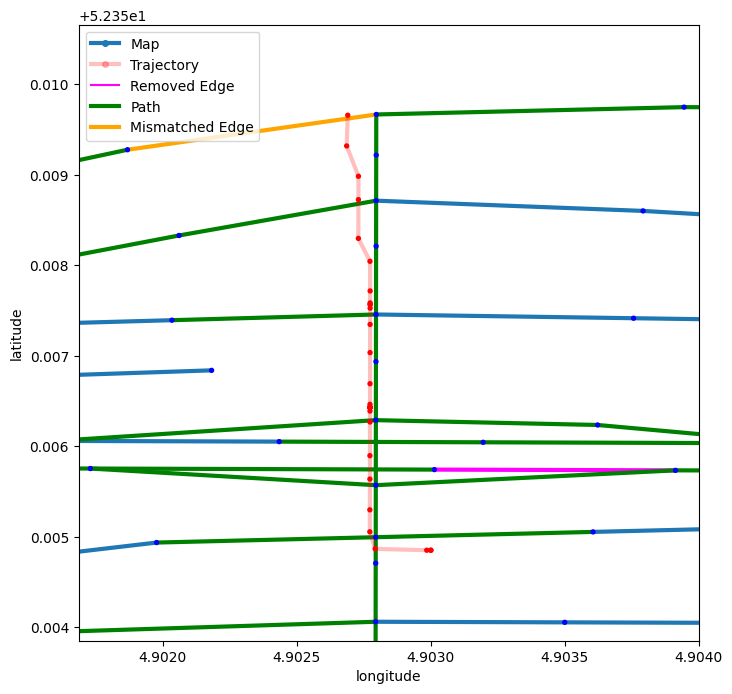 +5.235e1
Map
Trajectory
Removed Edge
Path
Mismatched Edge
0.010
0.009
0.008
0.007
0.006
0.005
0.004
latitude
4.9020 4.9025 4.9030 4.9035 4.9040
longitude